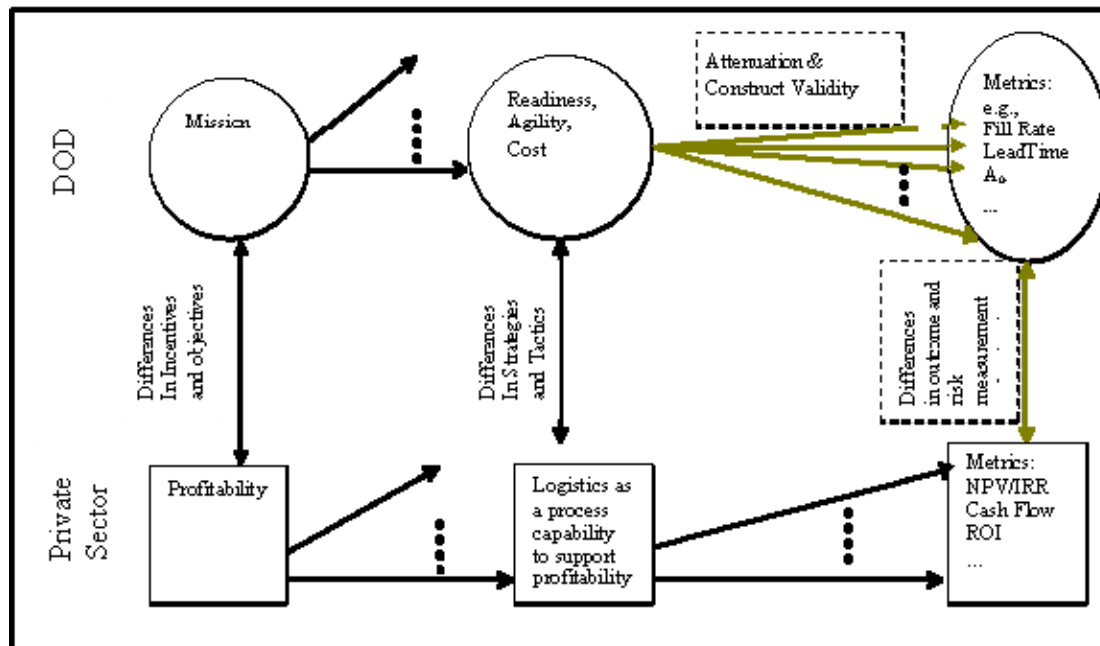 DOD
Mission
Readiness,
Agility,
Cost
Attenuation &
Construct Validity
Metrics:
e.g.,
Fill Rate
LeadTime
Aₒ
...
Differences
In Incentives
and objectives
Differences
In Strategies
and Tactics
Differences
in outcome and
risk
measurement
Private
Sector
Profitability
Logistics as
a process
capability
to support
profitability
Metrics:
NPV/IRR
Cash Flow
ROI
...